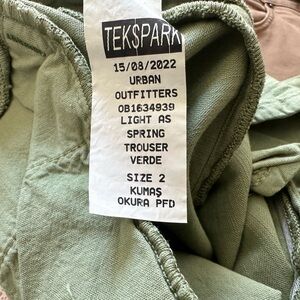 TEKSPARK
15/08/2022
URBAN
OUTFITTERS
OB1634939
LIGHT AS
SPRING
TROUSER
VERDE
SIZE 2
KUMAŞ
OKURA PFD